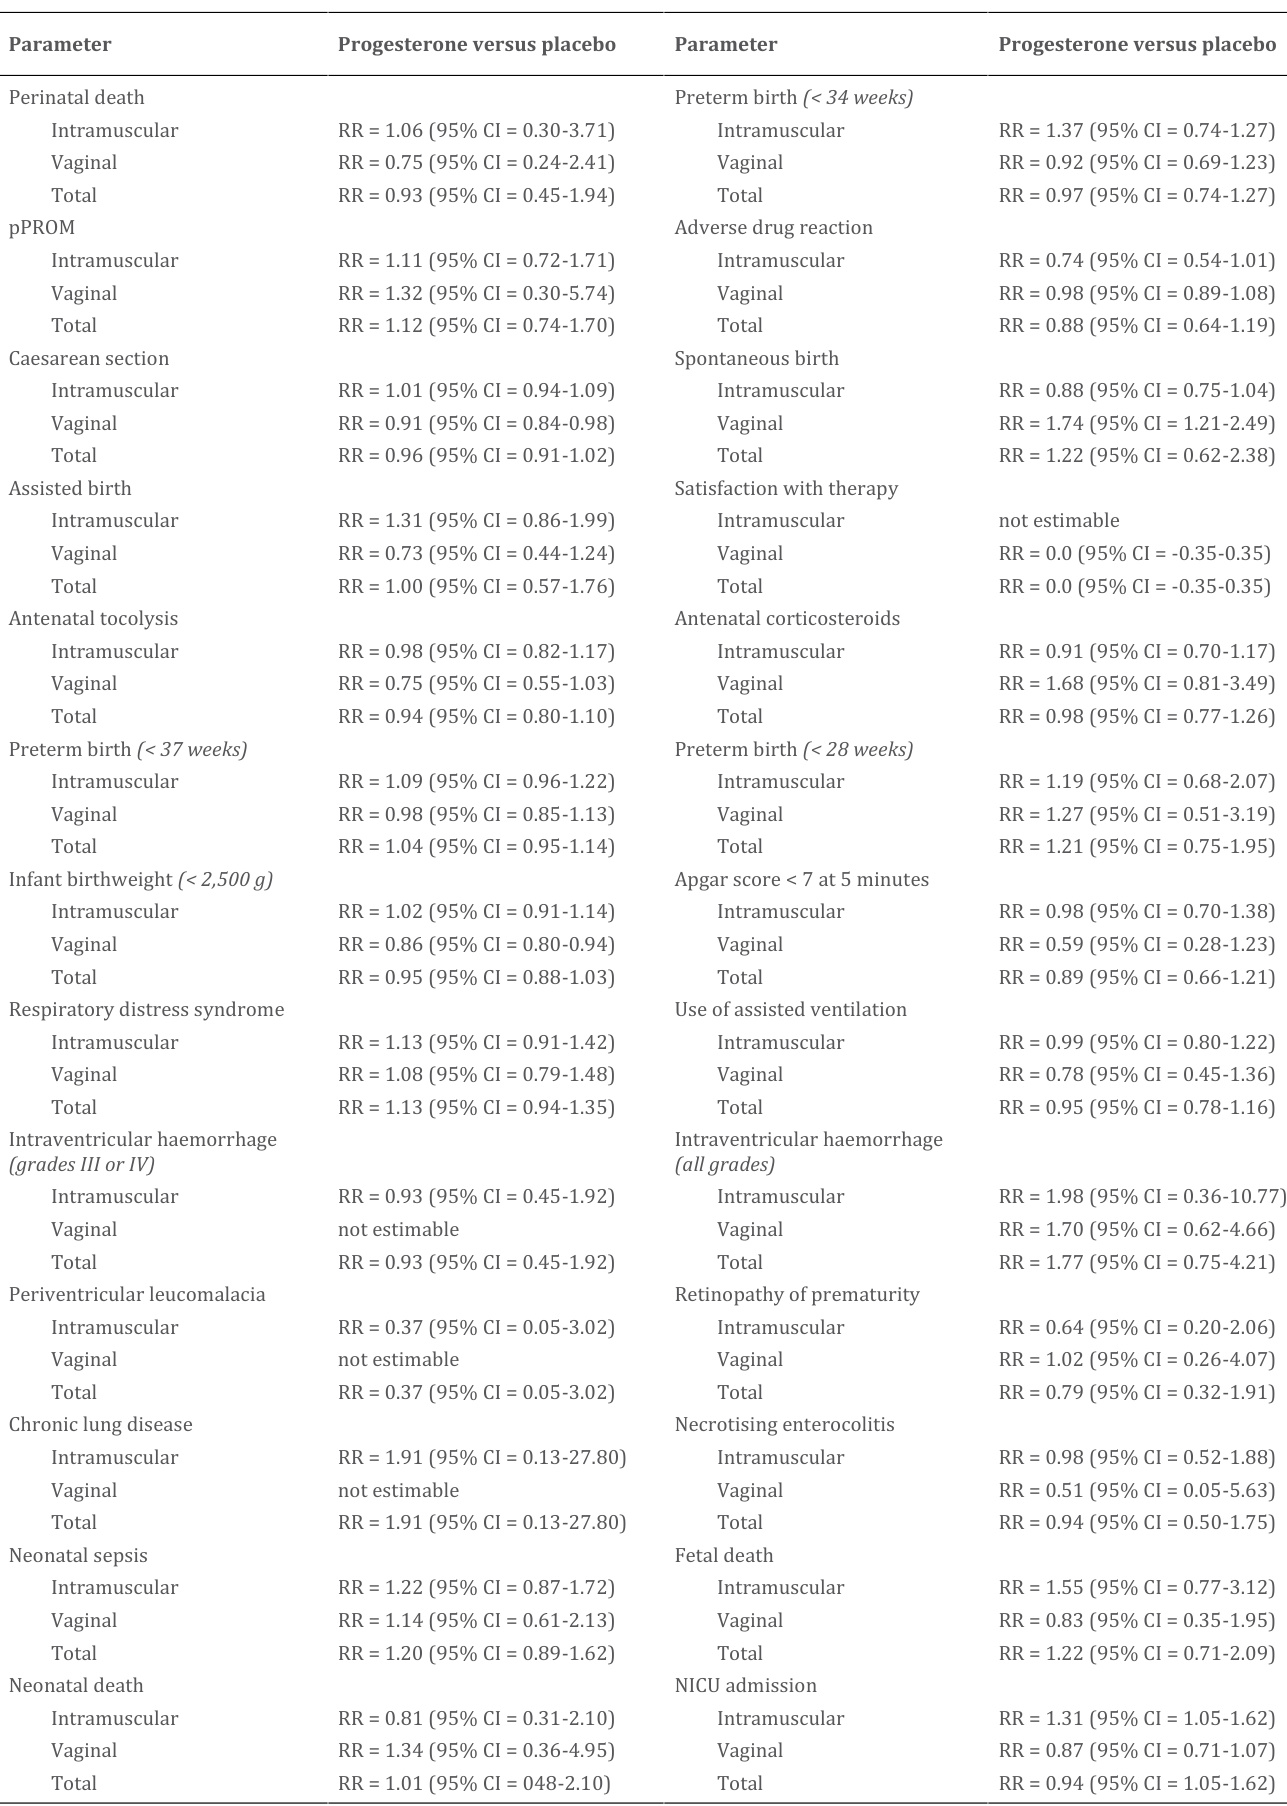 Parameter Progesterone versus placebo Parameter Progesterone versus placebo
Perinatal death Preterm birth (< 34 weeks)
Intramuscular RR = 1.06 (95% CI = 0.30-3.71) Intramuscular RR = 1.37 (95% CI = 0.74-1.27)
Vaginal RR = 0.75 (95% CI = 0.24-2.41) Vaginal RR = 0.92 (95% CI = 0.69-1.23)
Total RR = 0.93 (95% CI = 0.45-1.94) Total RR = 0.97 (95% CI = 0.74-1.27)
pPROM Adverse drug reaction
Intramuscular RR = 1.11 (95% CI = 0.72-1.71) Intramuscular RR = 0.74 (95% CI = 0.54-1.01)
Vaginal RR = 1.32 (95% CI = 0.30-5.74) Vaginal RR = 0.98 (95% CI = 0.89-1.08)
Total RR = 1.12 (95% CI = 0.74-1.70) Total RR = 0.88 (95% CI = 0.64-1.19)
Caesarean section Spontaneous birth
Intramuscular RR = 1.01 (95% CI = 0.94-1.09) Intramuscular RR = 0.88 (95% CI = 0.75-1.04)
Vaginal RR = 0.91 (95% CI = 0.84-0.98) Vaginal RR = 1.74 (95% CI = 1.21-2.49)
Total RR = 0.96 (95% CI = 0.91-1.02) Total RR = 1.22 (95% CI = 0.62-2.38)
Assisted birth Satisfaction with therapy
Intramuscular RR = 1.31 (95% CI = 0.86-1.99) Intramuscular not estimable
Vaginal RR = 0.73 (95% CI = 0.44-1.24) Vaginal RR = 0.0 (95% CI = -0.35-0.35)
Total RR = 1.00 (95% CI = 0.57-1.76) Total RR = 0.0 (95% CI = -0.35-0.35)
Antenatal tocolysis Antenatal corticosteroids
Intramuscular RR = 0.98 (95% CI = 0.82-1.17) Intramuscular RR = 0.91 (95% CI = 0.70-1.17)
Vaginal RR = 0.75 (95% CI = 0.55-1.03) Vaginal RR = 1.68 (95% CI = 0.81-3.49)
Total RR = 0.94 (95% CI = 0.80-1.10) Total RR = 0.98 (95% CI = 0.77-1.26)
Preterm birth (< 37 weeks) Preterm birth (< 28 weeks)
Intramuscular RR = 1.09 (95% CI = 0.96-1.22) Intramuscular RR = 1.19 (95% CI = 0.68-2.07)
Vaginal RR = 0.98 (95% CI = 0.85-1.13) Vaginal RR = 1.27 (95% CI = 0.51-3.19)
Total RR = 1.04 (95% CI = 0.95-1.14) Total RR = 1.21 (95% CI = 0.75-1.95)
Infant birthweight (< 2,500 g) Apgar score < 7 at 5 minutes
Intramuscular RR = 1.02 (95% CI = 0.91-1.14) Intramuscular RR = 0.98 (95% CI = 0.70-1.38)
Vaginal RR = 0.86 (95% CI = 0.80-0.94) Vaginal RR = 0.59 (95% CI = 0.28-1.23)
Total RR = 0.95 (95% CI = 0.88-1.03) Total RR = 0.89 (95% CI = 0.66-1.21)
Respiratory distress syndrome Use of assisted ventilation
Intramuscular RR = 1.13 (95% CI = 0.91-1.42) Intramuscular RR = 0.99 (95% CI = 0.80-1.22)
Vaginal RR = 1.08 (95% CI = 0.79-1.48) Vaginal RR = 0.78 (95% CI = 0.45-1.36)
Total RR = 1.13 (95% CI = 0.94-1.35) Total RR = 0.95 (95% CI = 0.78-1.16)
Intraventricular haemorrhage Intraventricular haemorrhage
(grades III or IV) (all grades)
Intramuscular RR = 0.93 (95% CI = 0.45-1.92) Intramuscular RR = 1.98 (95% CI = 0.36-10.77)
Vaginal not estimable Vaginal RR = 1.70 (95% CI = 0.62-4.66)
Total RR = 0.93 (95% CI = 0.45-1.92) Total RR = 1.77 (95% CI = 0.75-4.21)
Periventricular leucomalacia Retinopathy of prematurity
Intramuscular RR = 0.37 (95% CI = 0.05-3.02) Intramuscular RR = 0.64 (95% CI = 0.20-2.06)
Vaginal not estimable Vaginal RR = 1.02 (95% CI = 0.26-4.07)
Total RR = 0.37 (95% CI = 0.05-3.02) Total RR = 0.79 (95% CI = 0.32-1.91)
Chronic lung disease Necrotising enterocolitis
Intramuscular RR = 1.91 (95% CI = 0.13-27.80) Intramuscular RR = 0.98 (95% CI = 0.52-1.88)
Vaginal not estimable Vaginal RR = 0.51 (95% CI = 0.05-5.63)
Total RR = 1.91 (95% CI = 0.13-27.80) Total RR = 0.94 (95% CI = 0.50-1.75)
Neonatal sepsis Fetal death
Intramuscular RR = 1.22 (95% CI = 0.87-1.72) Intramuscular RR = 1.55 (95% CI = 0.77-3.12)
Vaginal RR = 1.14 (95% CI = 0.61-2.13) Vaginal RR = 0.83 (95% CI = 0.35-1.95)
Total RR = 1.20 (95% CI = 0.89-1.62) Total RR = 1.22 (95% CI = 0.71-2.09)
Neonatal death NICU admission
Intramuscular RR = 0.81 (95% CI = 0.31-2.10) Intramuscular RR = 1.31 (95% CI = 1.05-1.62)
Vaginal RR = 1.34 (95% CI = 0.36-4.95) Vaginal RR = 0.87 (95% CI = 0.71-1.07)
Total RR = 1.01 (95% CI = 048-2.10) Total RR = 0.94 (95% CI = 1.05-1.62)